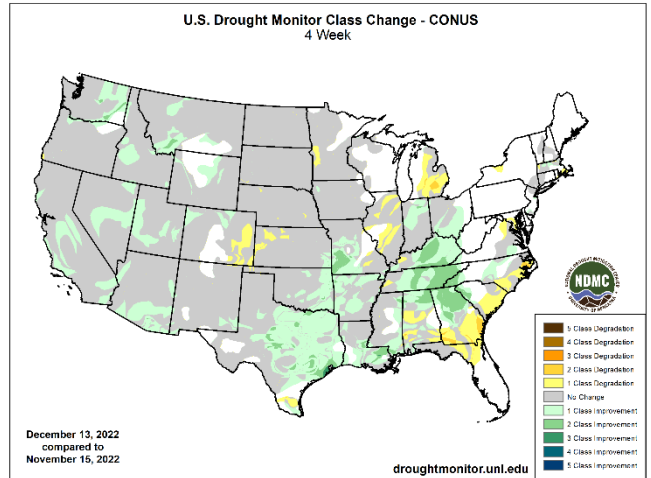 U.S. Drought Monitor Class Change - CONUS
4 Week
NDMC
5 Class Degradation
4 Class Degradation
3 Class Degradation
2 Class Degradation
1 Class Degradation
No Change
1 Class Improvement
2 Class Improvement
3 Class Improvement
4 Class Improvement
5 Class Improvement
December 13, 2022
compared to
November 15, 2022
droughtmonitor.unl.edu